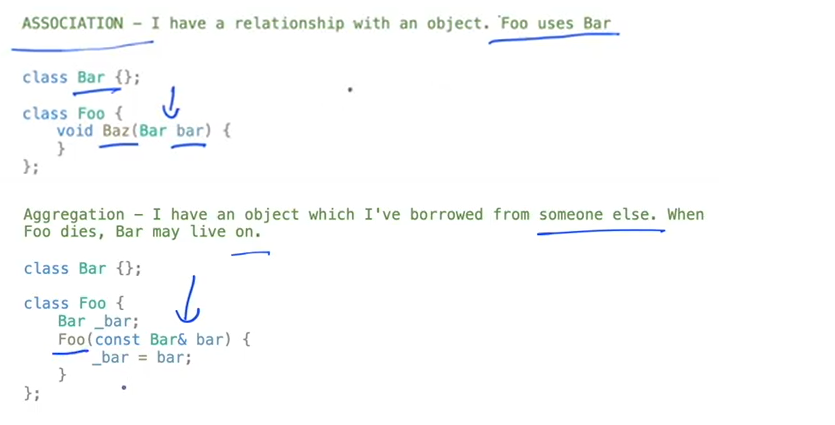 ASSOCIATION – I have a relationship with an object. Foo uses Bar
class Bar {};
class Foo {
    void Baz(Bar bar) {
    }
};
Aggregation – I have an object which I've borrowed from someone else. When
Foo dies, Bar may live on.
class Bar {};
class Foo {
    Bar _bar;
    Foo(const Bar& bar) {
        _bar = bar;
    }
};